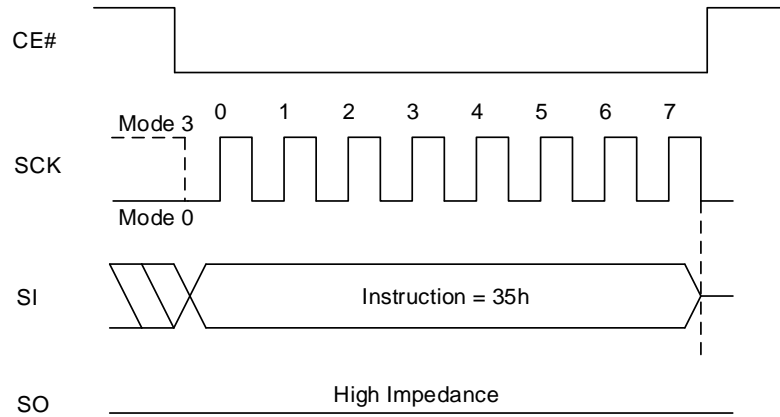 CE#
0 1 2 3 4 5 6 7
Mode 3
SCK
Mode 0
SI
Instruction = 35h
High Impedance
SO